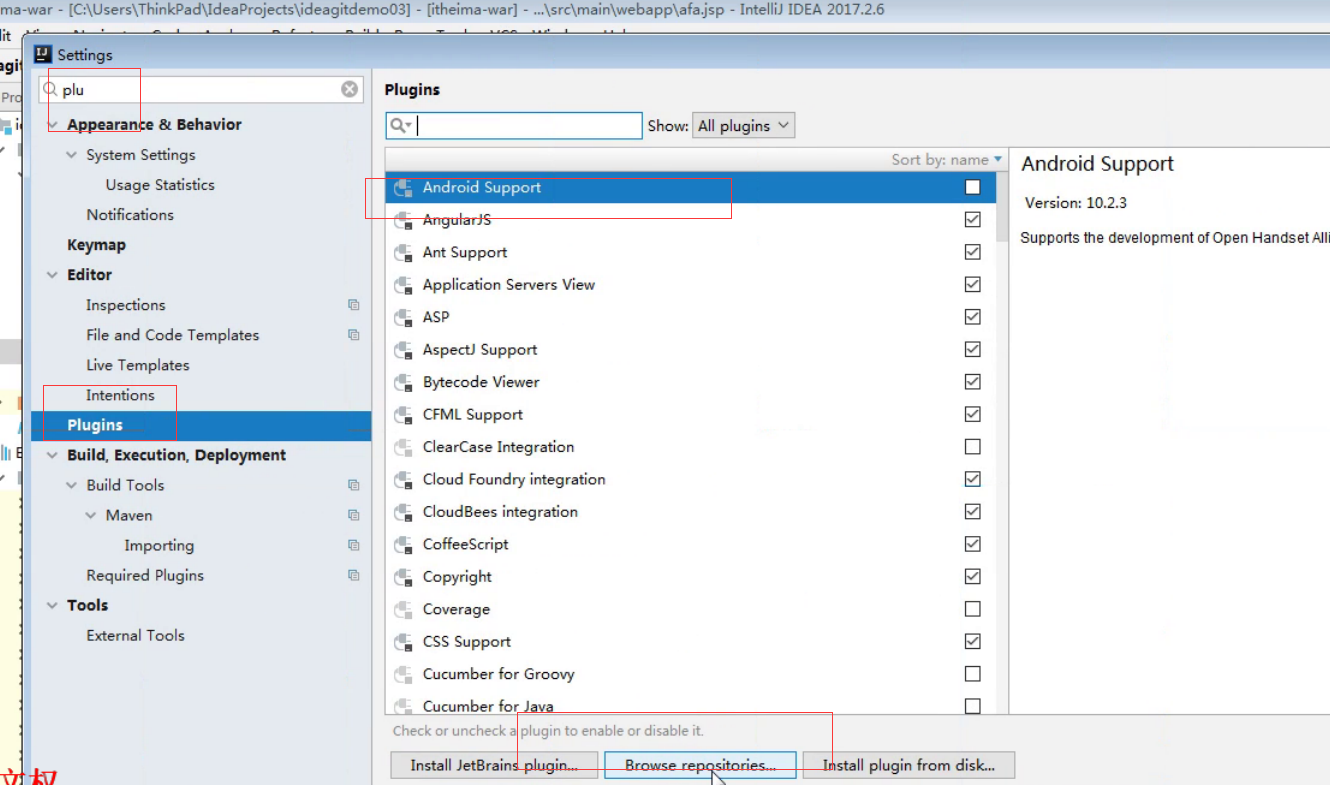 ma-war - [C:\Users\ThinkPad\IdeaProjects\ideagitdemo03] - [itheima-war] - ...\src\main\webapp\afa.jsp - IntelliJ IDEA 2017.2.6
Settings
plu
Appearance & Behavior
System Settings
Usage Statistics
Notifications
Keymap
Editor
Inspections
File and Code Templates
Live Templates
Intentions
Plugins
Build, Execution, Deployment
Build Tools
Maven
Importing
Required Plugins
Tools
External Tools
Plugins
Show: All plugins
Sort by: name
Android Support
AngularJS
Ant Support
Application Servers View
ASP
AspectJ Support
Bytecode Viewer
CFML Support
ClearCase Integration
Cloud Foundry integration
CloudBees integration
CoffeeScript
Copyright
Coverage
CSS Support
Cucumber for Groovy
Cucumber for Java
Check or uncheck a plugin to enable or disable it.
Install JetBrains plugin... Browse repositories... Install plugin from disk...
Android Support
Version: 10.2.3
Supports the development of Open Handset Alli